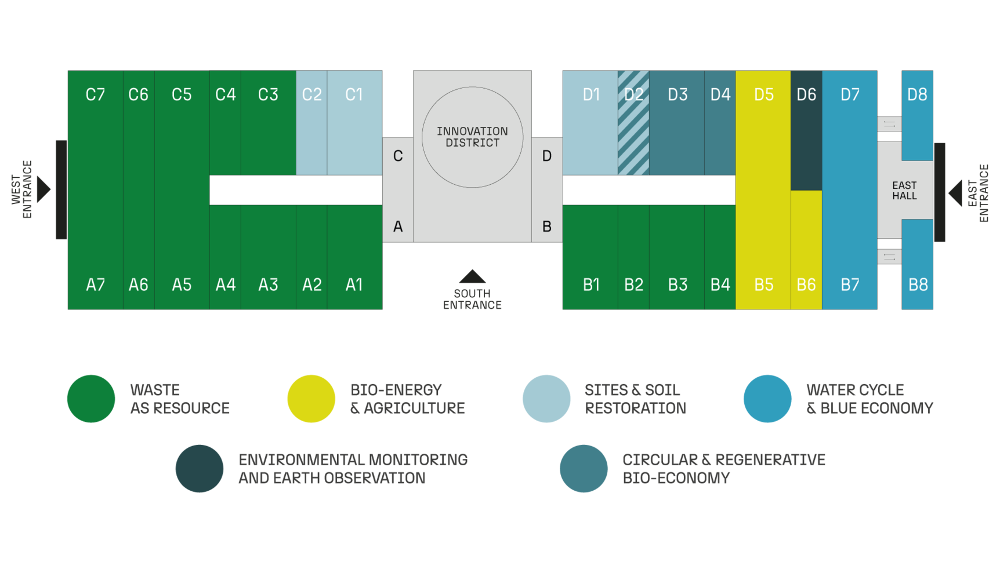 C7 C6 C5 C4 C3 C2 C1
D1 D2 D3 D4 D5 D6 D7 D8
INNOVATION
DISTRICT
C
D
WEST
ENTRANCE
EAST
HALL
EAST
ENTRANCE
A
B
A7 A6 A5 A4 A3 A2 A1
B1 B2 B3 B4 B5 B6 B7 B8
SOUTH
ENTRANCE
WASTE
AS RESOURCE
BIO-ENERGY
& AGRICULTURE
SITES & SOIL
RESTORATION
WATER CYCLE
& BLUE ECONOMY
ENVIRONMENTAL MONITORING
AND EARTH OBSERVATION
CIRCULAR & REGENERATIVE
BIO-ECONOMY